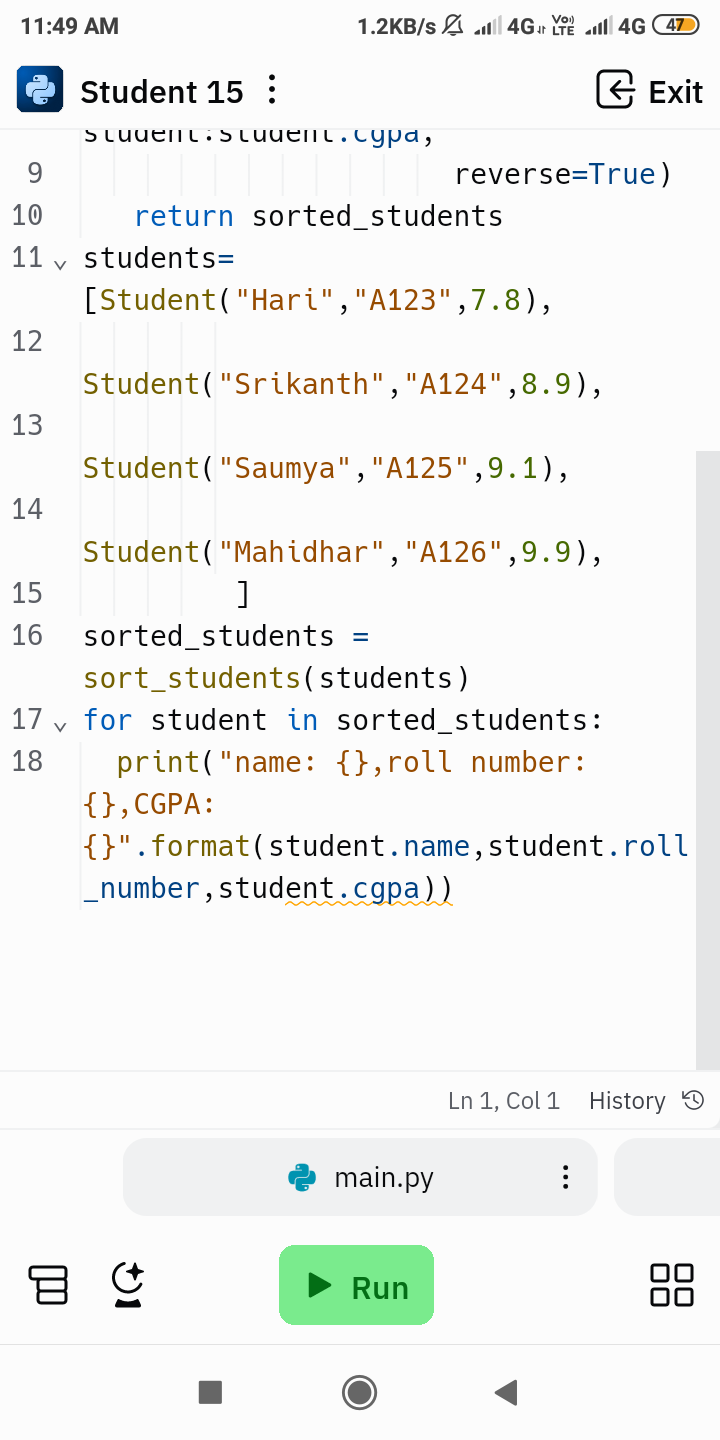 11:49 AM
1.2KB/s 4G Vo) LTE 4G 47
Student 15
Exit
student:student.cgpa,
9 reverse=True)
10 return sorted_students
11 students=
[Student("Hari","A123",7.8),
12
Student("Srikanth","A124",8.9),
13
Student("Saumya","A125",9.1),
14
Student("Mahidhar","A126",9.9),
15 ]
16 sorted_students =
sort_students(students)
17 for student in sorted_students:
18 print("name: {},roll number:
{},CGPA:
{}".format(student.name,student.roll
_number,student.cgpa))
Ln 1, Col 1 History
main.py
Run